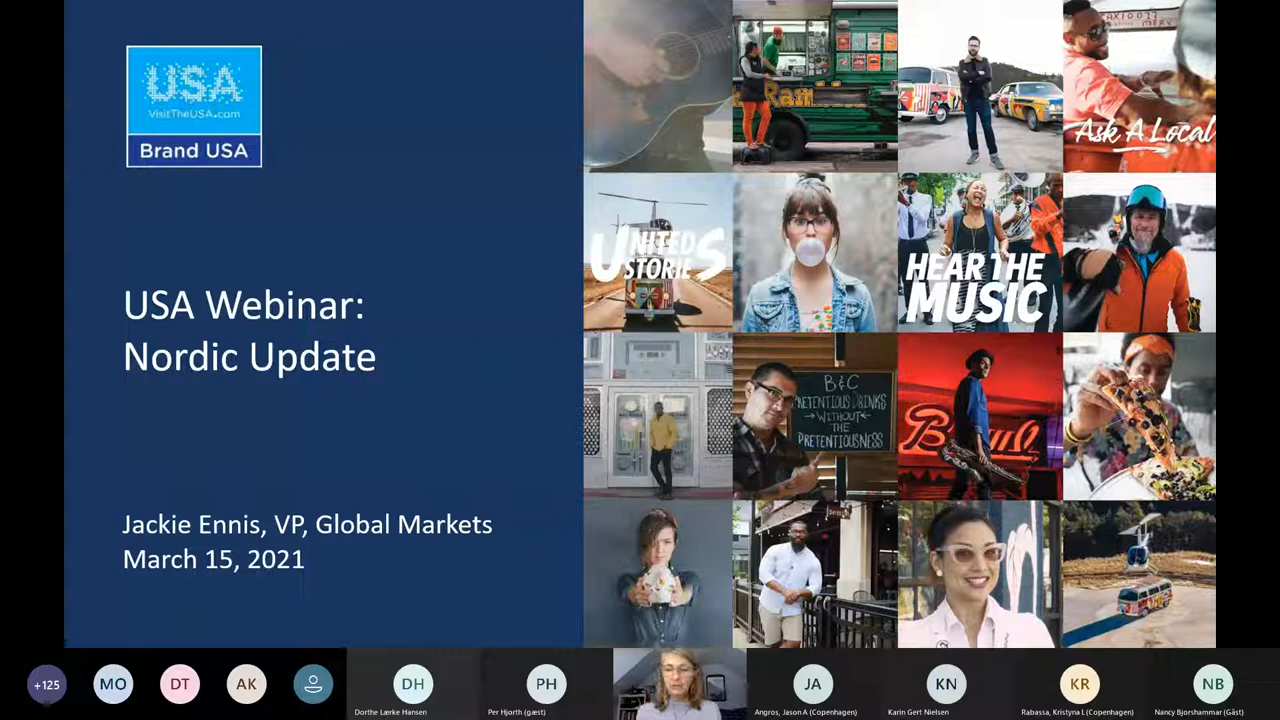 USA
VisitTheUSA.com
Brand USA
USA Webinar:
Nordic Update
Jackie Ennis, VP, Global Markets
March 15, 2021
Ask A Local
UNITED
STORIES
HEAR THE
MUSIC
B&C
PRETENTIOUS DRINKS
WITHOUT
THE
PRETENTIOUSNESS
+125
MO
DT
AK
DH
Dorthe Lærke Hansen
PH
Per Hjorth (gæst)
JA
Angros, Jason A (Copenhagen)
KN
Karin Gert Nielsen
KR
Rabassa, Kristyna L (Copenhagen)
NB
Nancy Bjorshammar (Gäst)